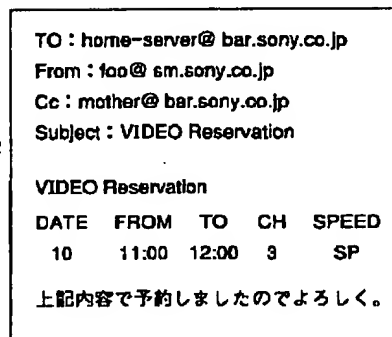 TO : home-server@ bar.sony.co.jp
From : foo@ sm.sony.co.jp
Cc : mother@ bar.sony.co.jp
Subject : VIDEO Reservation
VIDEO Reservation
DATE FROM TO CH SPEED
10 11:00 12:00 3 SP
上記内容で予約しましたのでよろしく。